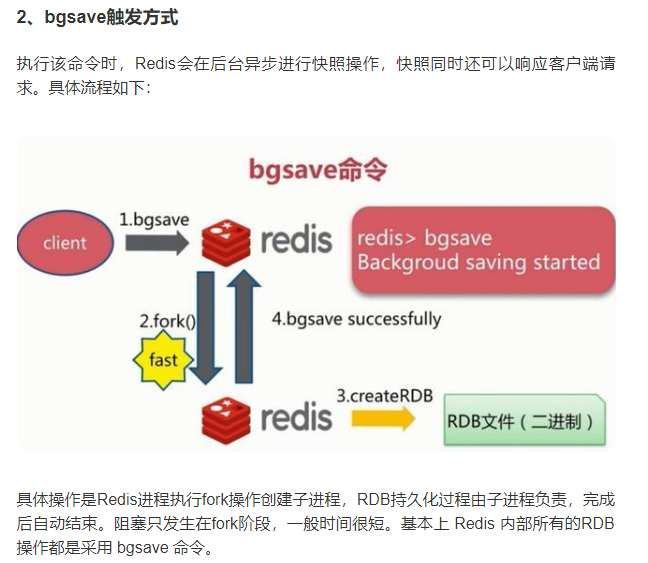 2、bgsave触发方式
执行该命令时，Redis会在后台异步进行快照操作，快照同时还可以响应客户端请
求。具体流程如下：
bgsave命令
client
1.bgsave
redis
redis> bgsave
Backgroud saving started
2.fork()
fast
4.bgsave successfully
redis
3.createRDB
RDB文件（二进制）
具体操作是Redis进程执行fork操作创建子进程，RDB持久化过程由子进程负责，完成
后自动结束。阻塞只发生在fork阶段，一般时间很短。基本上 Redis 内部所有的RDB
操作都是采用 bgsave 命令。